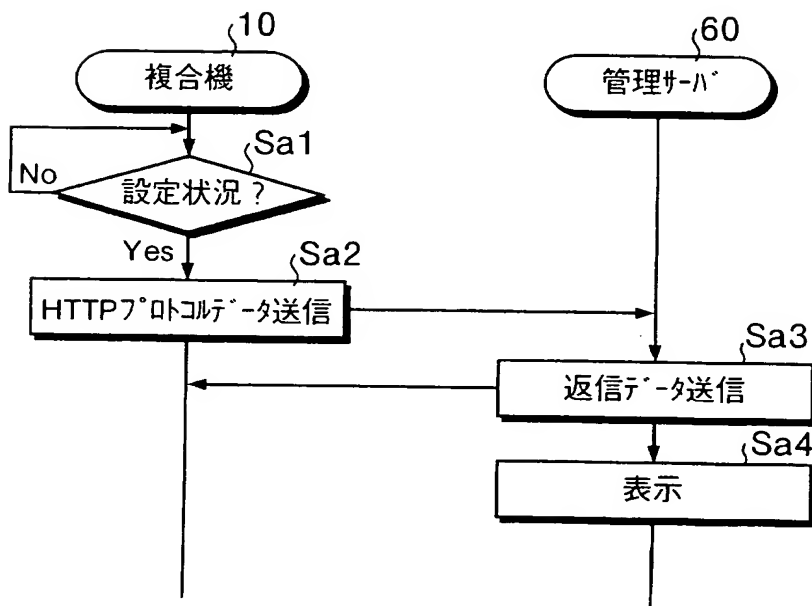 10
複合機
60
管理ｻｰﾊﾞ
Sa1
No
設定状況?
Yes
Sa2
HTTPﾌﾟﾛﾄｺﾙﾃﾞｰﾀ送信
Sa3
返信ﾃﾞｰﾀ送信
Sa4
表示